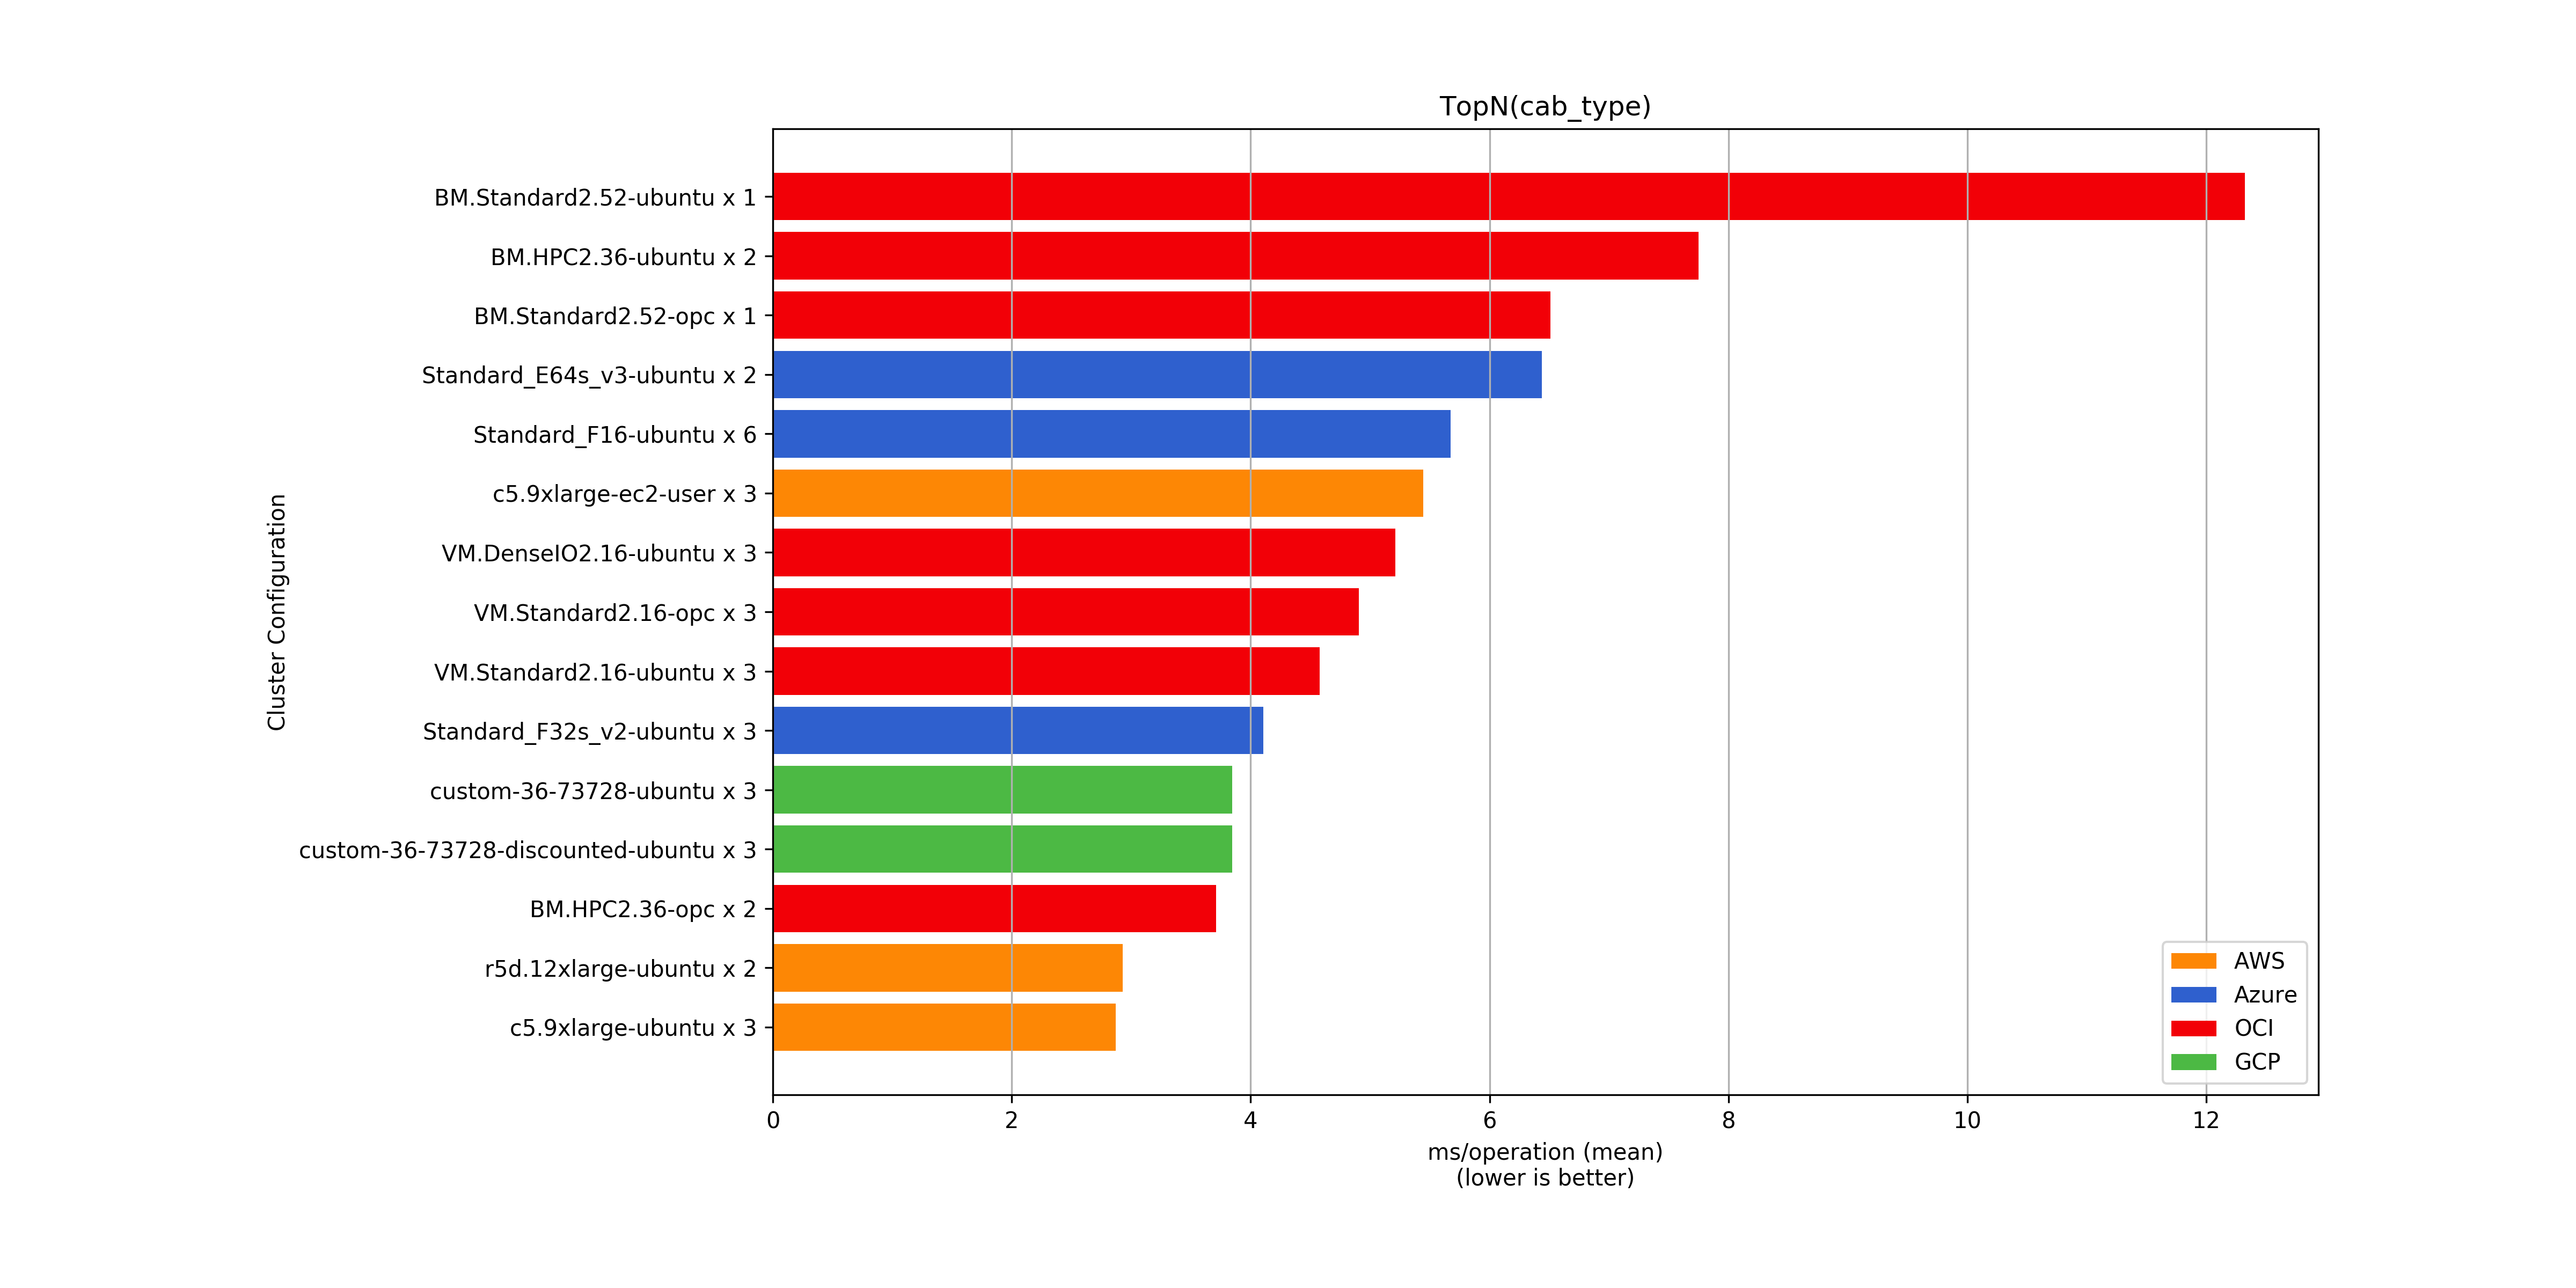 TopN(cab_type)
Cluster Configuration
BM.Standard2.52-ubuntu x 1
BM.HPC2.36-ubuntu x 2
BM.Standard2.52-opc x 1
Standard_E64s_v3-ubuntu x 2
Standard_F16-ubuntu x 6
c5.9xlarge-ec2-user x 3
VM.DenseIO2.16-ubuntu x 3
VM.Standard2.16-opc x 3
VM.Standard2.16-ubuntu x 3
Standard_F32s_v2-ubuntu x 3
custom-36-73728-ubuntu x 3
custom-36-73728-discounted-ubuntu x 3
BM.HPC2.36-opc x 2
r5d.12xlarge-ubuntu x 2
c5.9xlarge-ubuntu x 3
AWS
Azure
OCI
GCP
0 2 4 6 8 10 12
ms/operation (mean)
(lower is better)